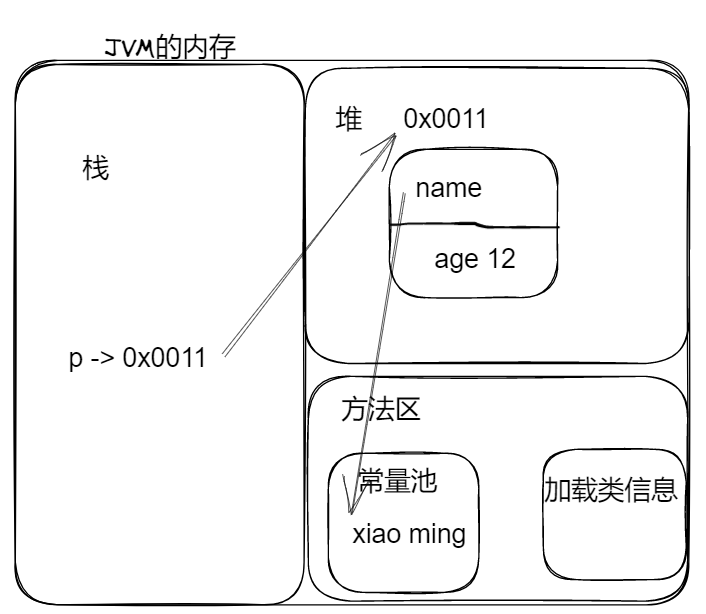 JVM的内存
栈
p -> 0x0011
堆
0x0011
name
age 12
方法区
常量池
xiao ming
加载类信息